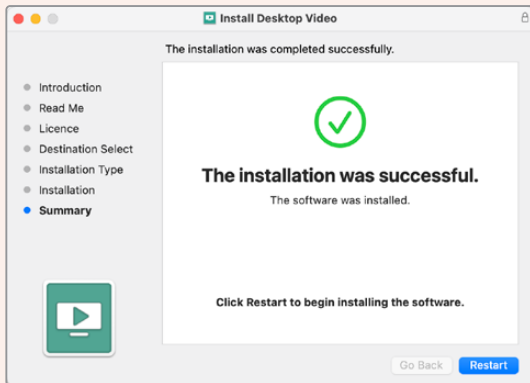 Install Desktop Video
The installation was completed successfully.
Introduction
Read Me
Licence
Destination Select
Installation Type
Installation
Summary
The installation was successful.
The software was installed.
Click Restart to begin installing the software.
Go Back
Restart